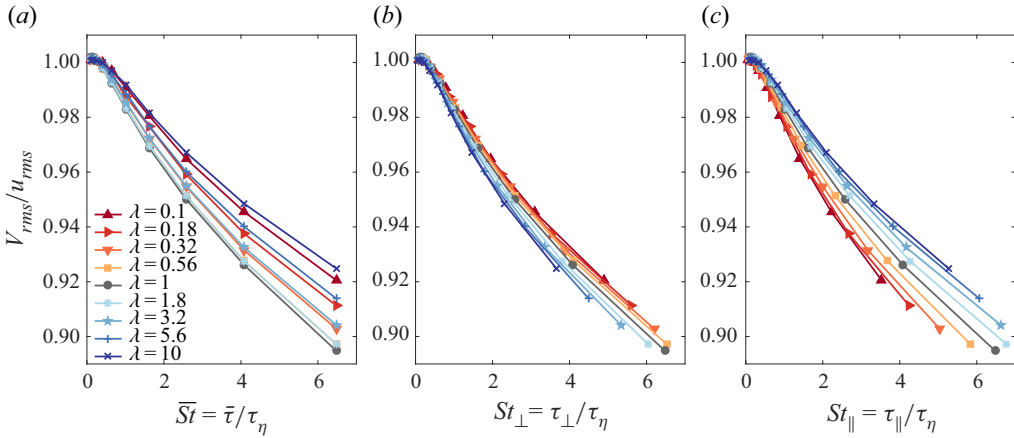 (a)
(b)
(c)
V_rms/u_rms
1.00
0.98
0.96
0.94
0.92
0.90
λ = 0.1
λ = 0.18
λ = 0.32
λ = 0.56
λ = 1
λ = 1.8
λ = 3.2
λ = 5.6
λ = 10
0 2 4 6
S̅t̅ = τ̄/τ_η
1.00
0.98
0.96
0.94
0.92
0.90
0 2 4 6
St_⊥ = τ_⊥/τ_η
1.00
0.98
0.96
0.94
0.92
0.90
0 2 4 6
St_∥ = τ_∥/τ_η